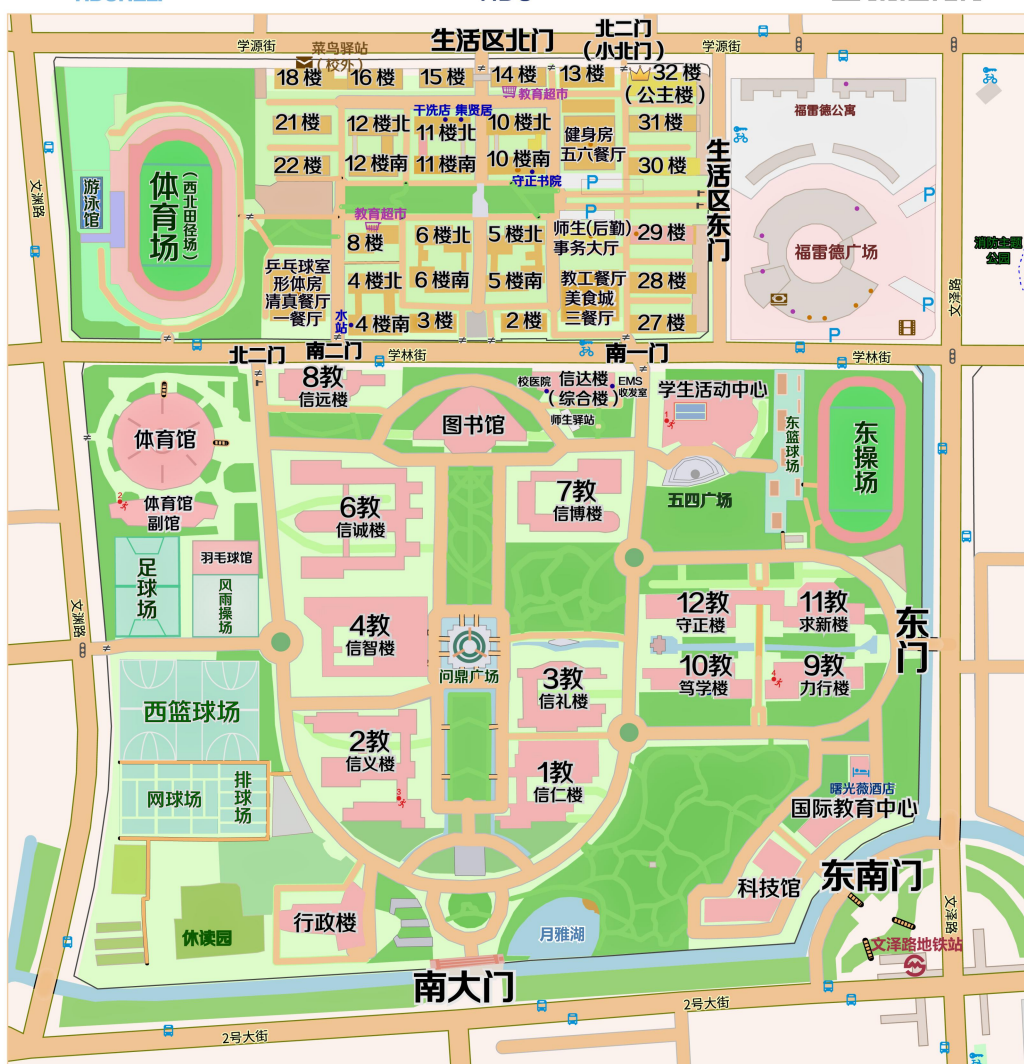 学源街
菜鸟驿站
（校外）
生活区北门
北二门
（小北门）
学源街
18楼
16楼
15楼
14楼
13楼
32楼
（公主楼）
教育超市
福雷德公寓
21楼
12楼北
干洗店
集贤居
11楼北
10楼北
健身房
五六餐厅
31楼
22楼
12楼南
11楼南
10楼南
守正书院
30楼
P
P
P
生活区东门
文渊路
游泳馆
体育场
（西北田径场）
教育超市
8楼
6楼北
5楼北
师生(后勤)
事务大厅
29楼
福雷德广场
消防主题
公园
乒乓球室
形体房
清真餐厅
一餐厅
4楼北
6楼南
5楼南
教工餐厅
美食城
三餐厅
28楼
文泽路
P
P
水站
4楼南
3楼
2楼
27楼
北二门
南二门
学林街
南一门
学林街
8教
信远楼
图书馆
校医院
信达楼
（综合楼）
EMS
收发室
师生驿站
学生活动中心
1
东篮球场
东操场
体育馆
五四广场
2
体育馆
副馆
6教
信诚楼
7教
信博楼
足球场
羽毛球馆
风雨操场
文渊路
4教
信智楼
12教
守正楼
11教
求新楼
东门
问鼎广场
3教
信礼楼
10教
笃学楼
4
9教
力行楼
西篮球场
2教
信义楼
1教
信仁楼
3
网球场
排球场
曙光薇酒店
国际教育中心
科技馆
东南门
行政楼
休读园
月雅湖
文泽路
文泽路地铁站
南大门
2号大街
2号大街